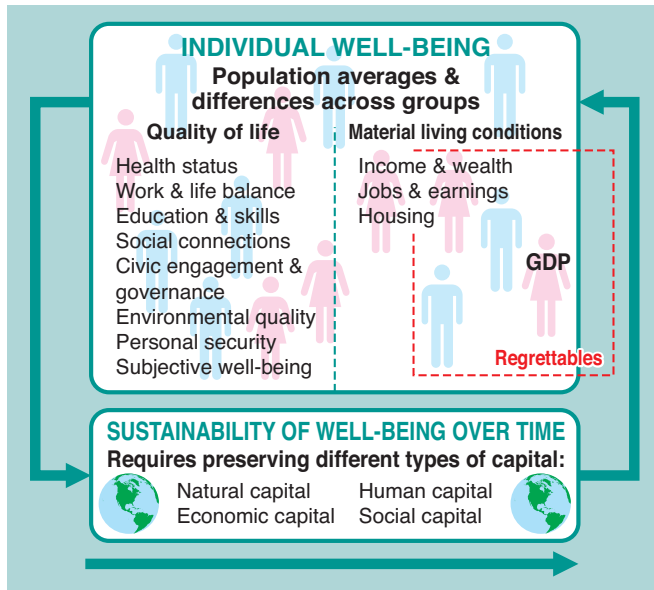 INDIVIDUAL WELL-BEING
Population averages &
differences across groups
Quality of life
Health status
Work & life balance
Education & skills
Social connections
Civic engagement &
governance
Environmental quality
Personal security
Subjective well-being
Material living conditions
Income & wealth
Jobs & earnings
Housing
GDP
Regrettables
SUSTAINABILITY OF WELL-BEING OVER TIME
Requires preserving different types of capital:
Natural capital
Economic capital
Human capital
Social capital